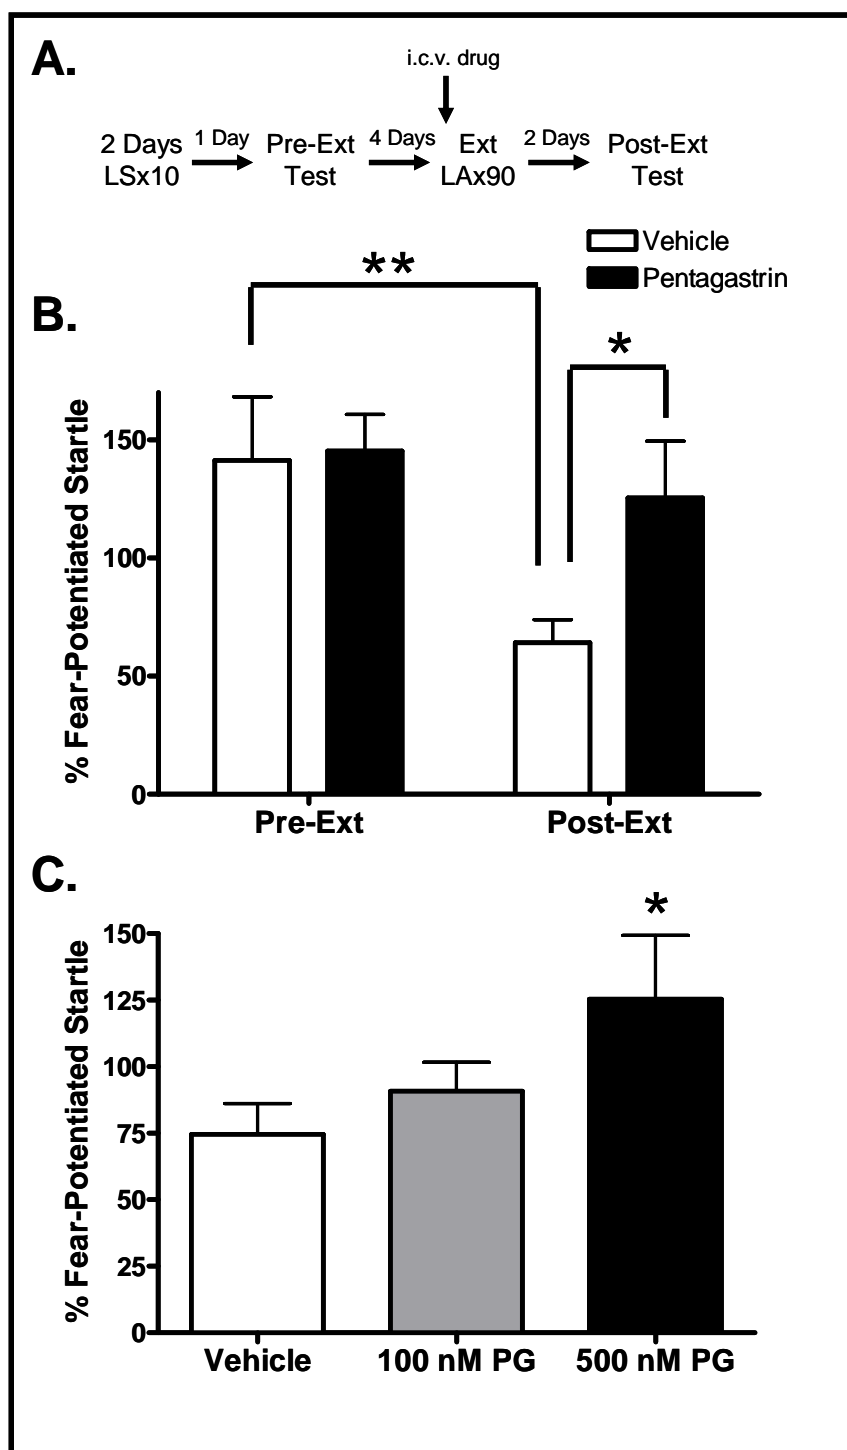 A.
i.c.v. drug
2 Days 1 Day Pre-Ext 4 Days Ext 2 Days Post-Ext
LSx10 Test LAx90 Test
Vehicle
Pentagastrin
**
B.
*
% Fear-Potentiated Startle
150
100
50
0
Pre-Ext Post-Ext
C.
*
% Fear-Potentiated Startle
150
125
100
75
50
25
0
Vehicle 100 nM PG 500 nM PG